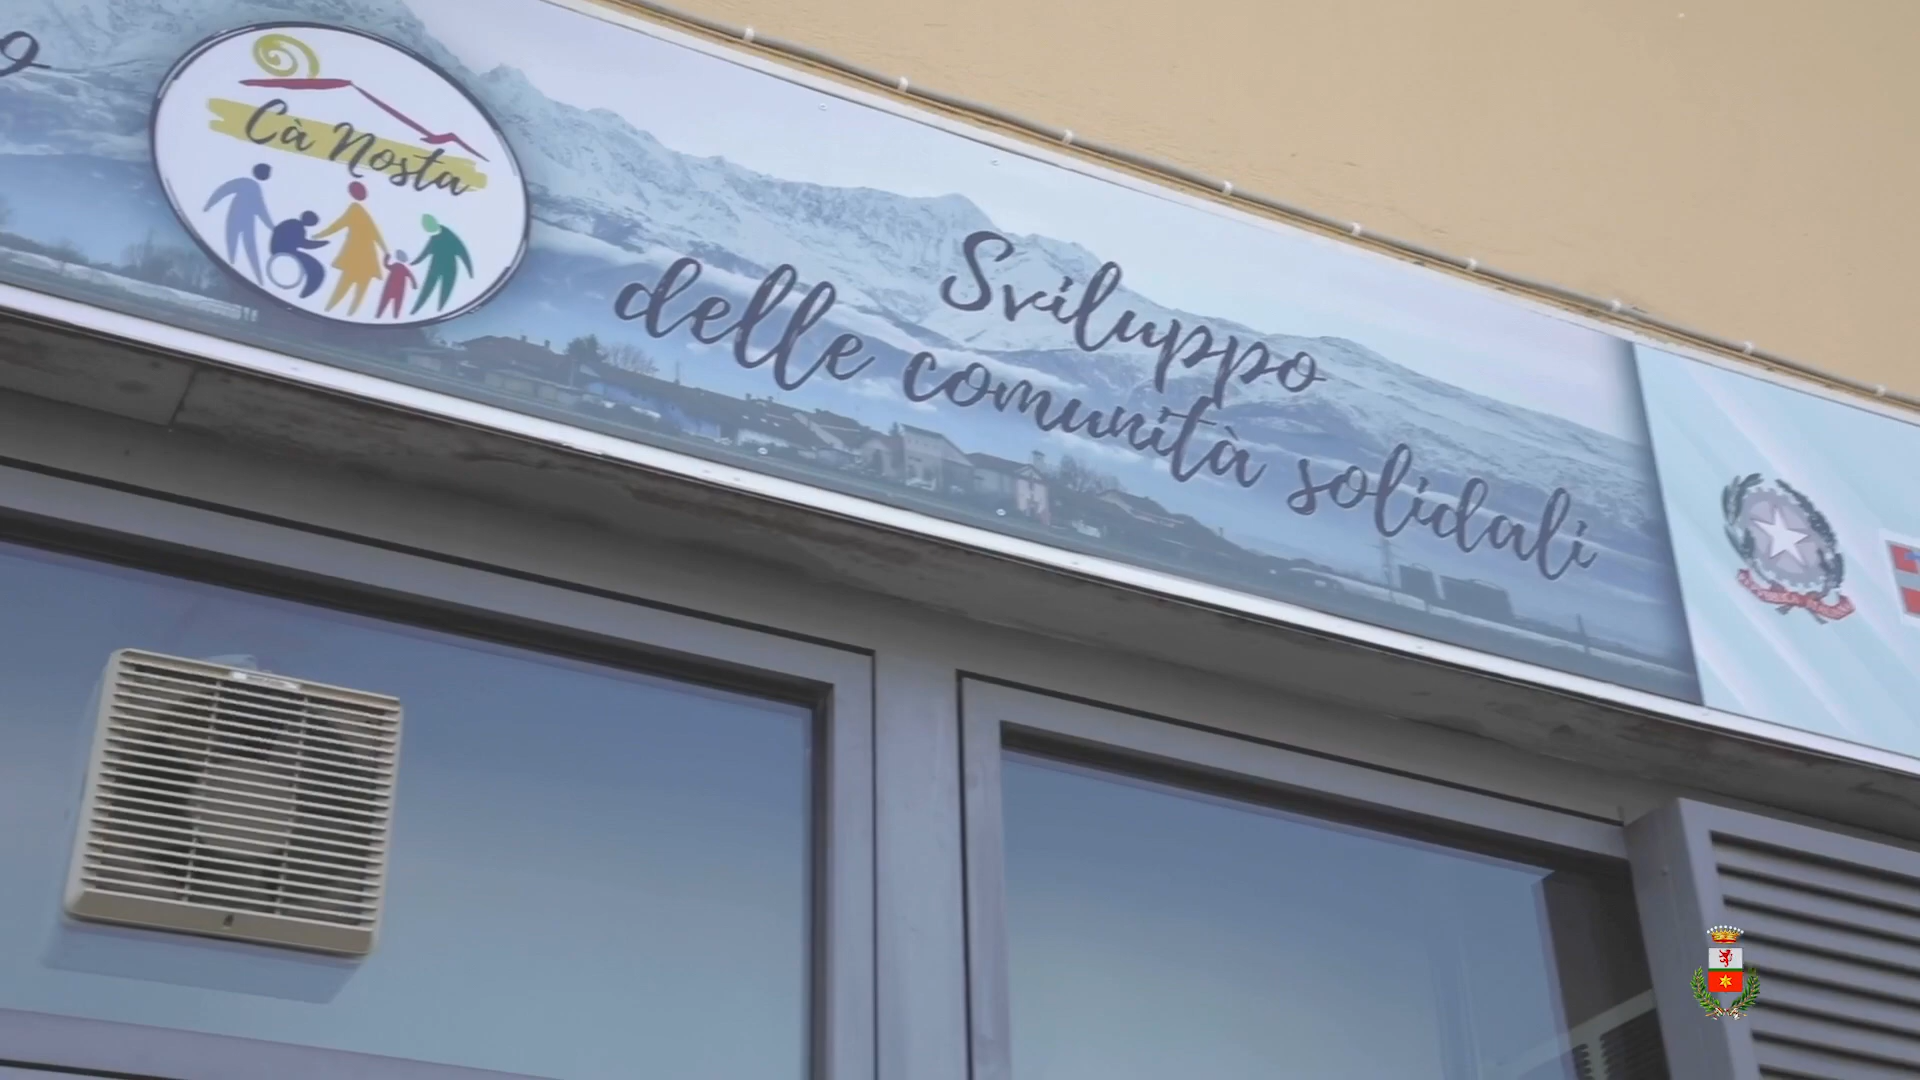 Cà Nosta
Sviluppo
delle comunità solidali